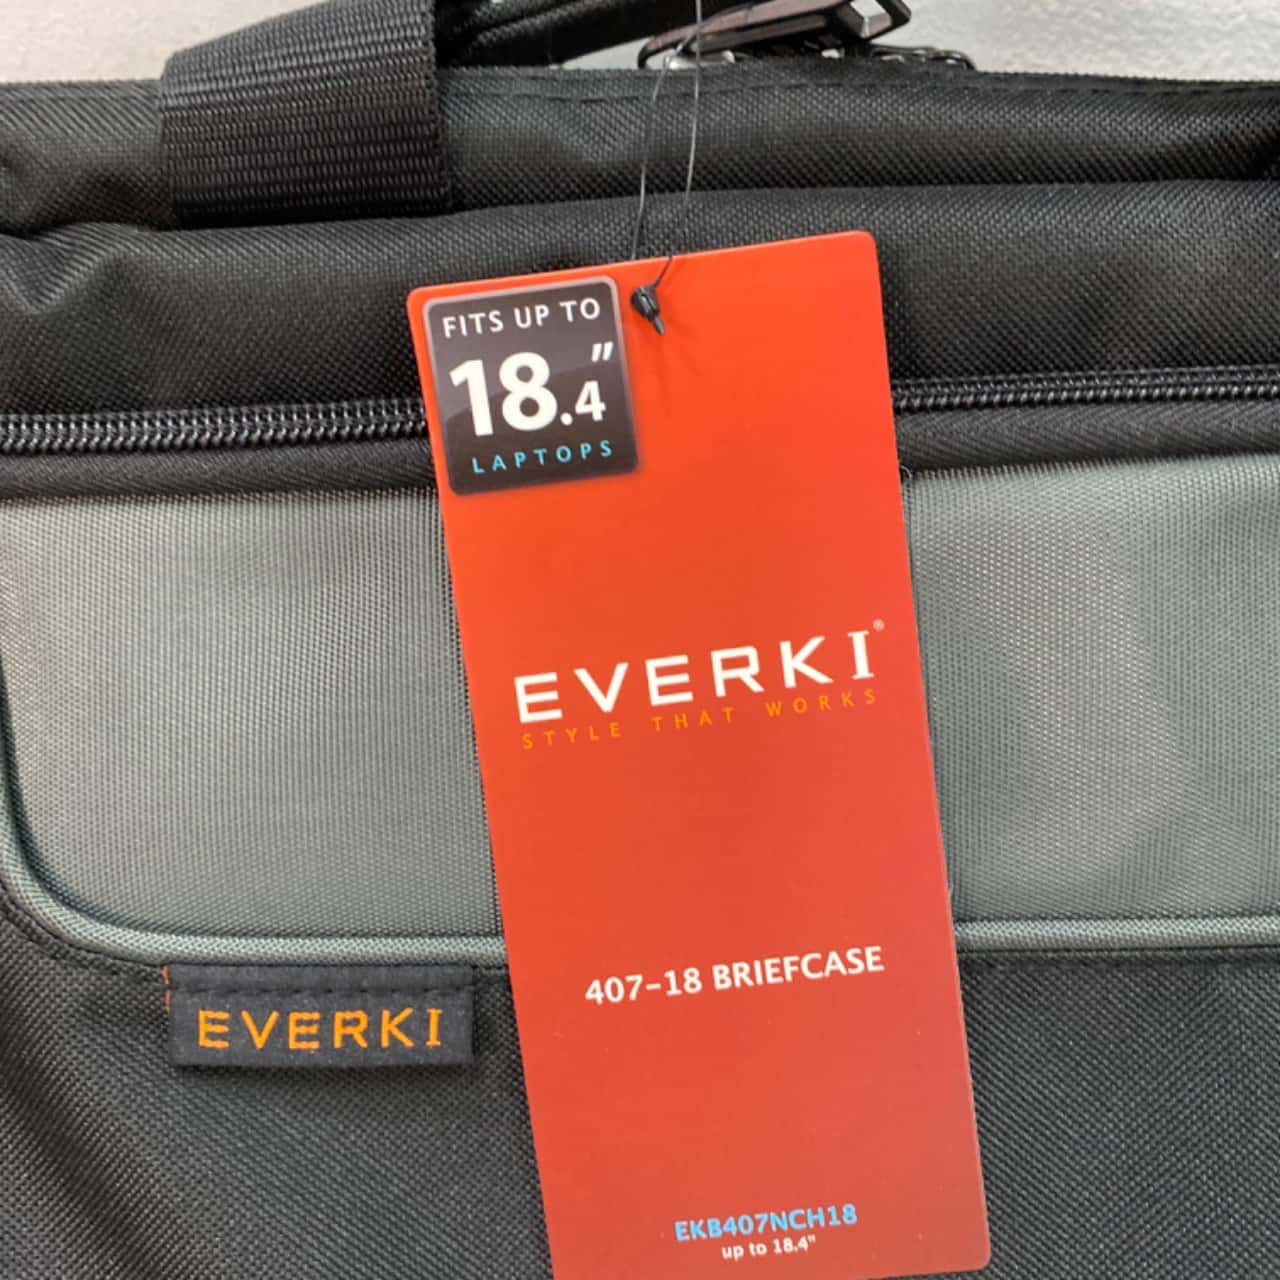 FITS UP TO
18.4"
LAPTOPS
EVERKI®
STYLE THAT WORKS
407-18 BRIEFCASE
EVERKI
EKB407NCH18
up to 18.4"